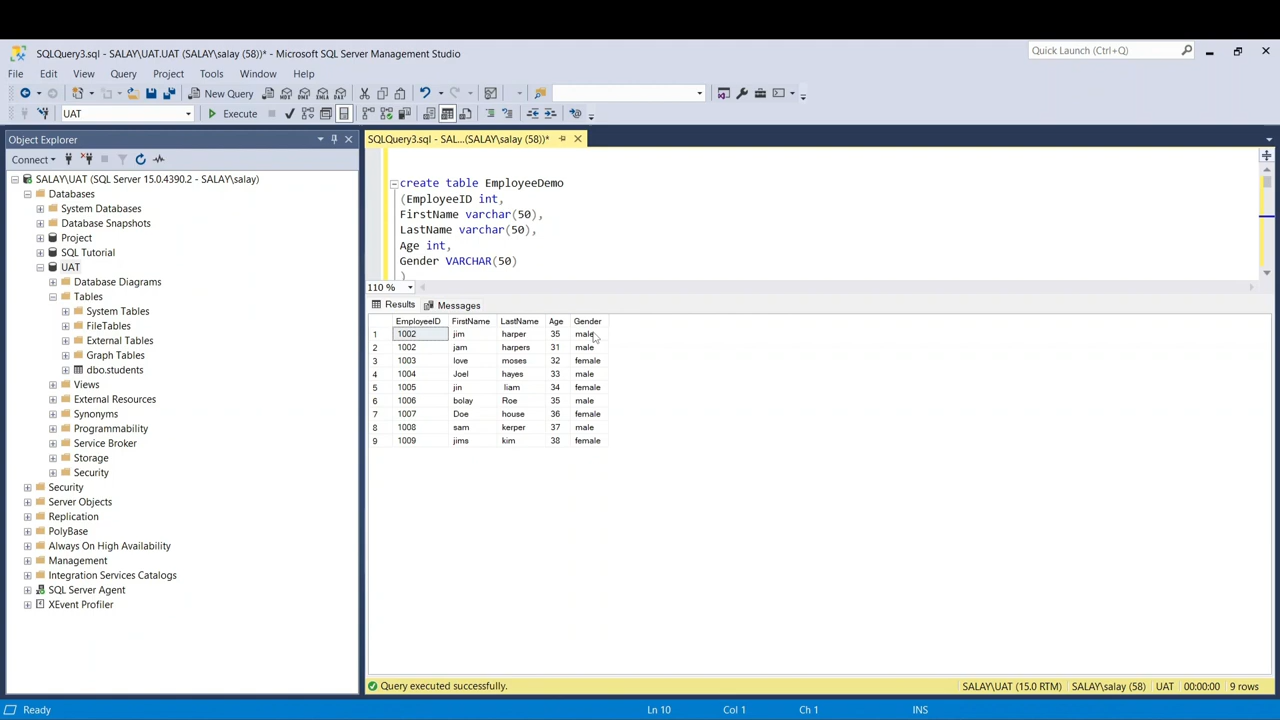 SQLQuery3.sql - SALAY\UAT.UAT (SALAY\salay (58))* - Microsoft SQL Server Management Studio
Quick Launch (Ctrl+Q)
File Edit View Query Project Tools Window Help
New Query
UAT Execute
Object Explorer
SQLQuery3.sql - SAL...(SALAY\salay (58))*
Connect
SALAY\UAT (SQL Server 15.0.4390.2 - SALAY\salay)
Databases
System Databases
Database Snapshots
Project
SQL Tutorial
UAT
Database Diagrams
Tables
System Tables
FileTables
External Tables
Graph Tables
dbo.students
Views
External Resources
Synonyms
Programmability
Service Broker
Storage
Security
Security
Server Objects
Replication
PolyBase
Always On High Availability
Management
Integration Services Catalogs
SQL Server Agent
XEvent Profiler
create table EmployeeDemo
(EmployeeID int,
FirstName varchar(50),
LastName varchar(50),
Age int,
Gender VARCHAR(50)
)
110 %
Results Messages
EmployeeID FirstName LastName Age Gender
1 1002 jim harper 35 male
2 1002 jam harpers 31 male
3 1003 love moses 32 female
4 1004 Joel hayes 33 male
5 1005 jin liam 34 female
6 1006 bolay Roe 35 male
7 1007 Doe house 36 female
8 1008 sam kerper 37 male
9 1009 jims kim 38 female
Query executed successfully. SALAY\UAT (15.0 RTM) SALAY\salay (58) UAT 00:00:00 9 rows
Ready Ln 10 Col 1 Ch 1 INS